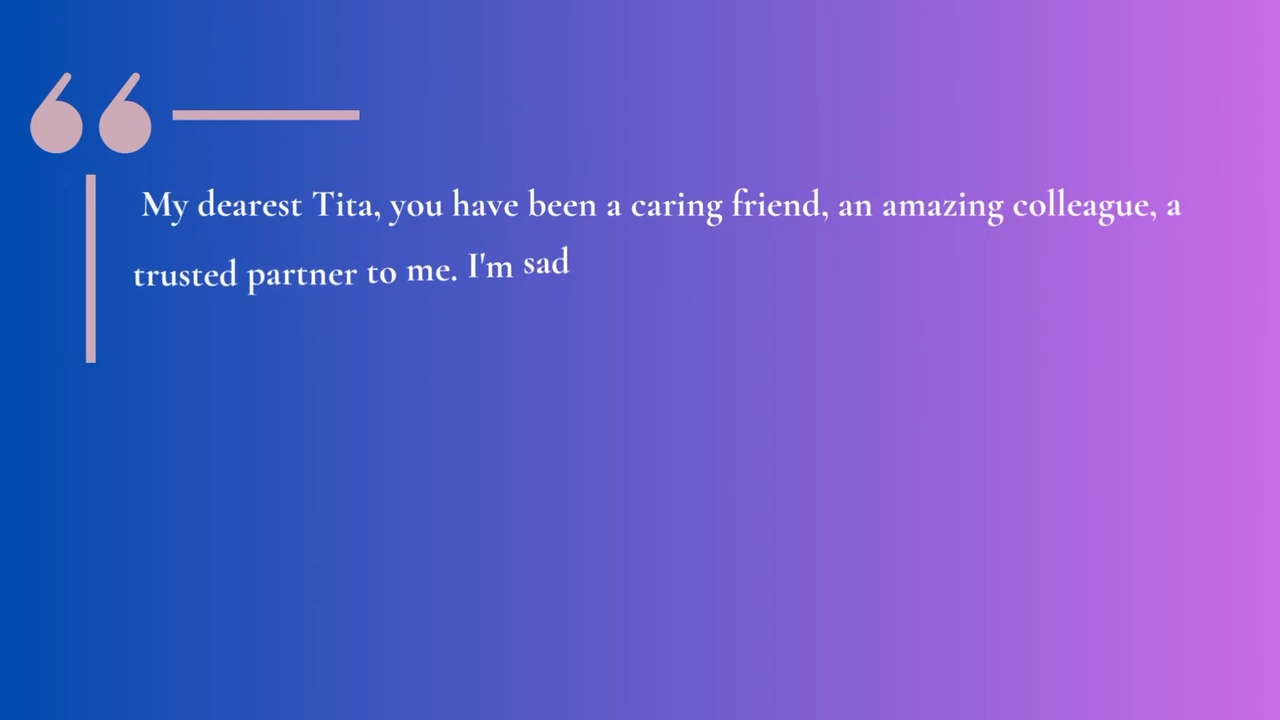 My dearest Tita, you have been a caring friend, an amazing colleague, a
trusted partner to me. I'm sad